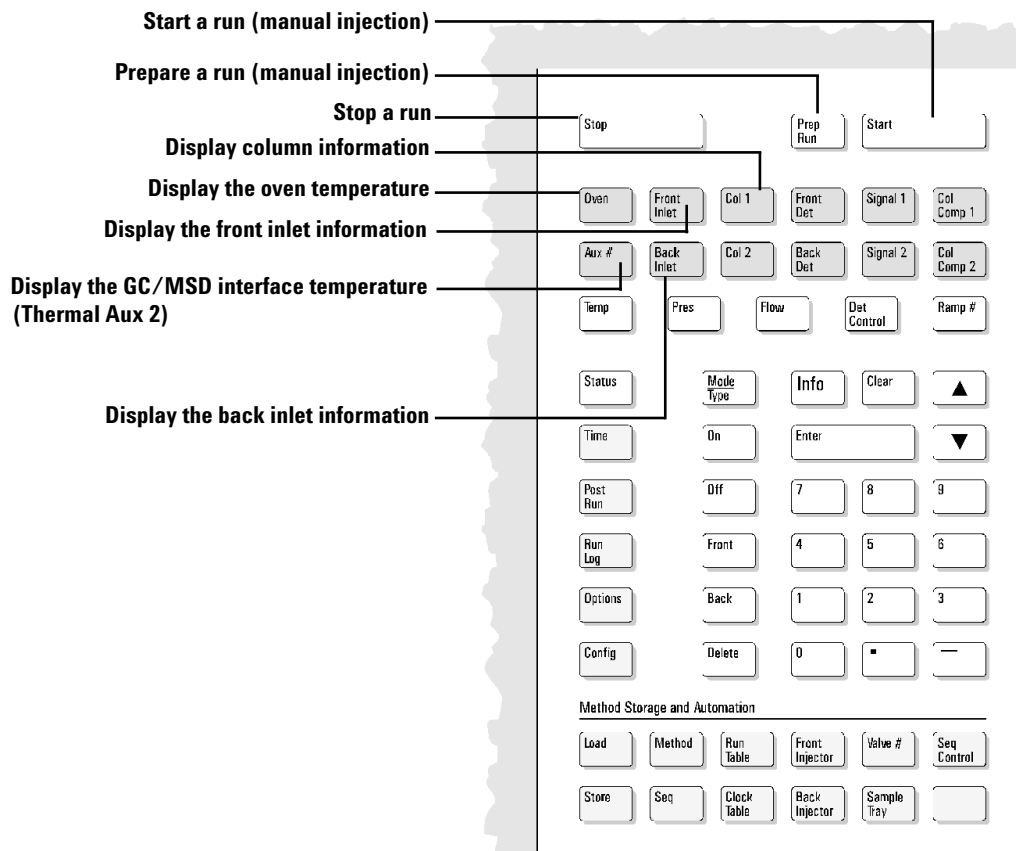 Start a run (manual injection)
Prepare a run (manual injection)
Stop a run
Display column information
Display the oven temperature
Display the front inlet information
Display the GC/MSD interface temperature
(Thermal Aux 2)
Display the back inlet information
Stop
Prep
Run
Start
Oven
Front
Inlet
Col 1
Front
Det
Signal 1
Col
Comp 1
Aux #
Back
Inlet
Col 2
Back
Det
Signal 2
Col
Comp 2
Temp
Pres
Flow
Det
Control
Ramp #
Status
Mode
Type
Info
Clear
▲
Time
On
Enter
▼
Post
Run
Off
7
8
9
Run
Log
Front
4
5
6
Options
Back
1
2
3
Config
Delete
0
.
—
Method Storage and Automation
Load
Method
Run
Table
Front
Injector
Valve #
Seq
Control
Store
Seq
Clock
Table
Back
Injector
Sample
Tray